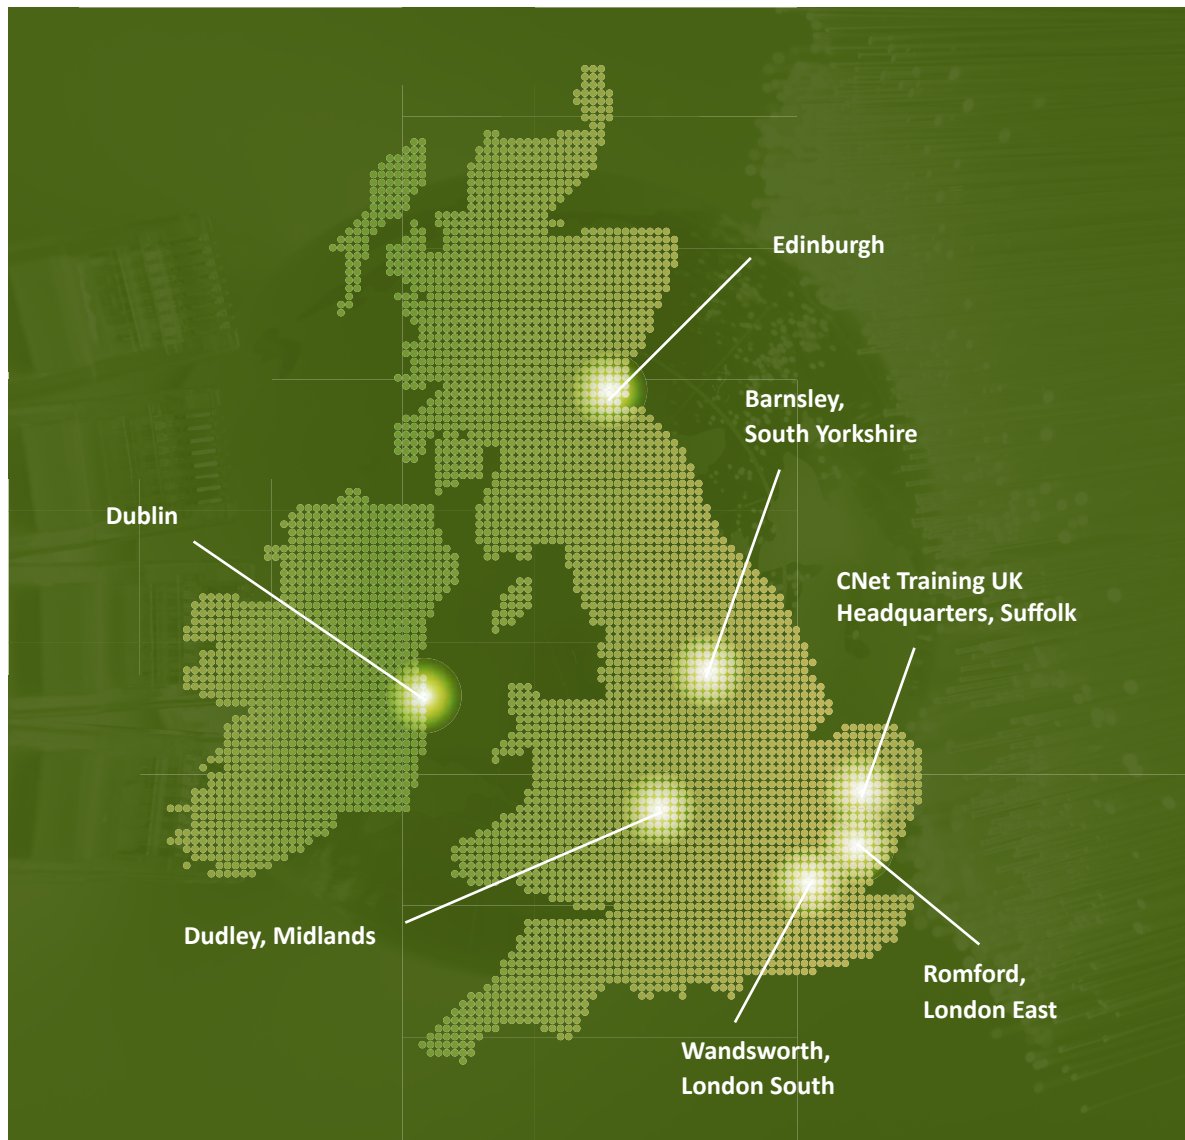 Edinburgh
Barnsley,
South Yorkshire
Dublin
CNet Training UK
Headquarters, Suffolk
Dudley, Midlands
Romford,
London East
Wandsworth,
London South